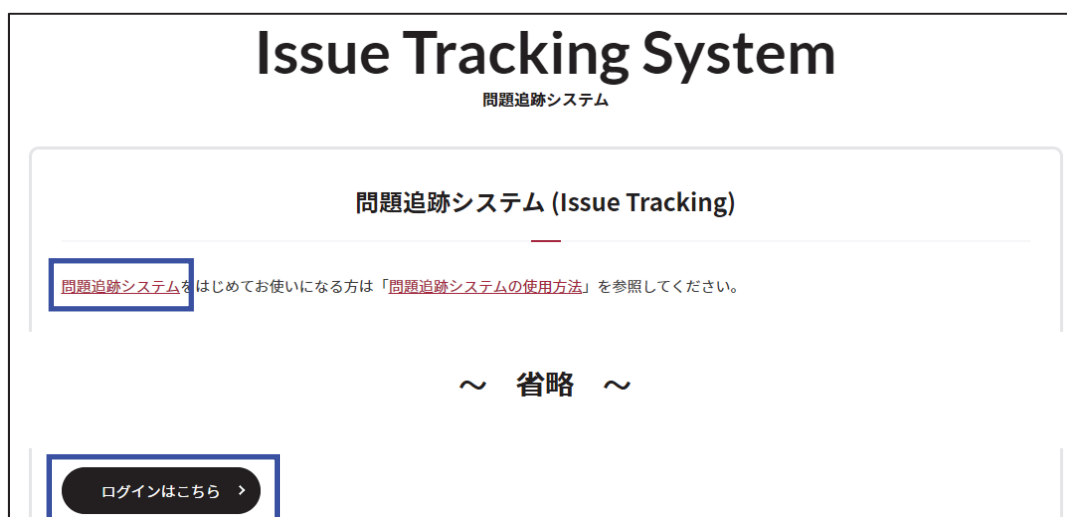 Issue Tracking System
問題追跡システム
問題追跡システム (Issue Tracking)
問題追跡システムをはじめてお使いになる方は「問題追跡システムの使用方法」を参照してください。
～ 省略 ～
ログインはこちら